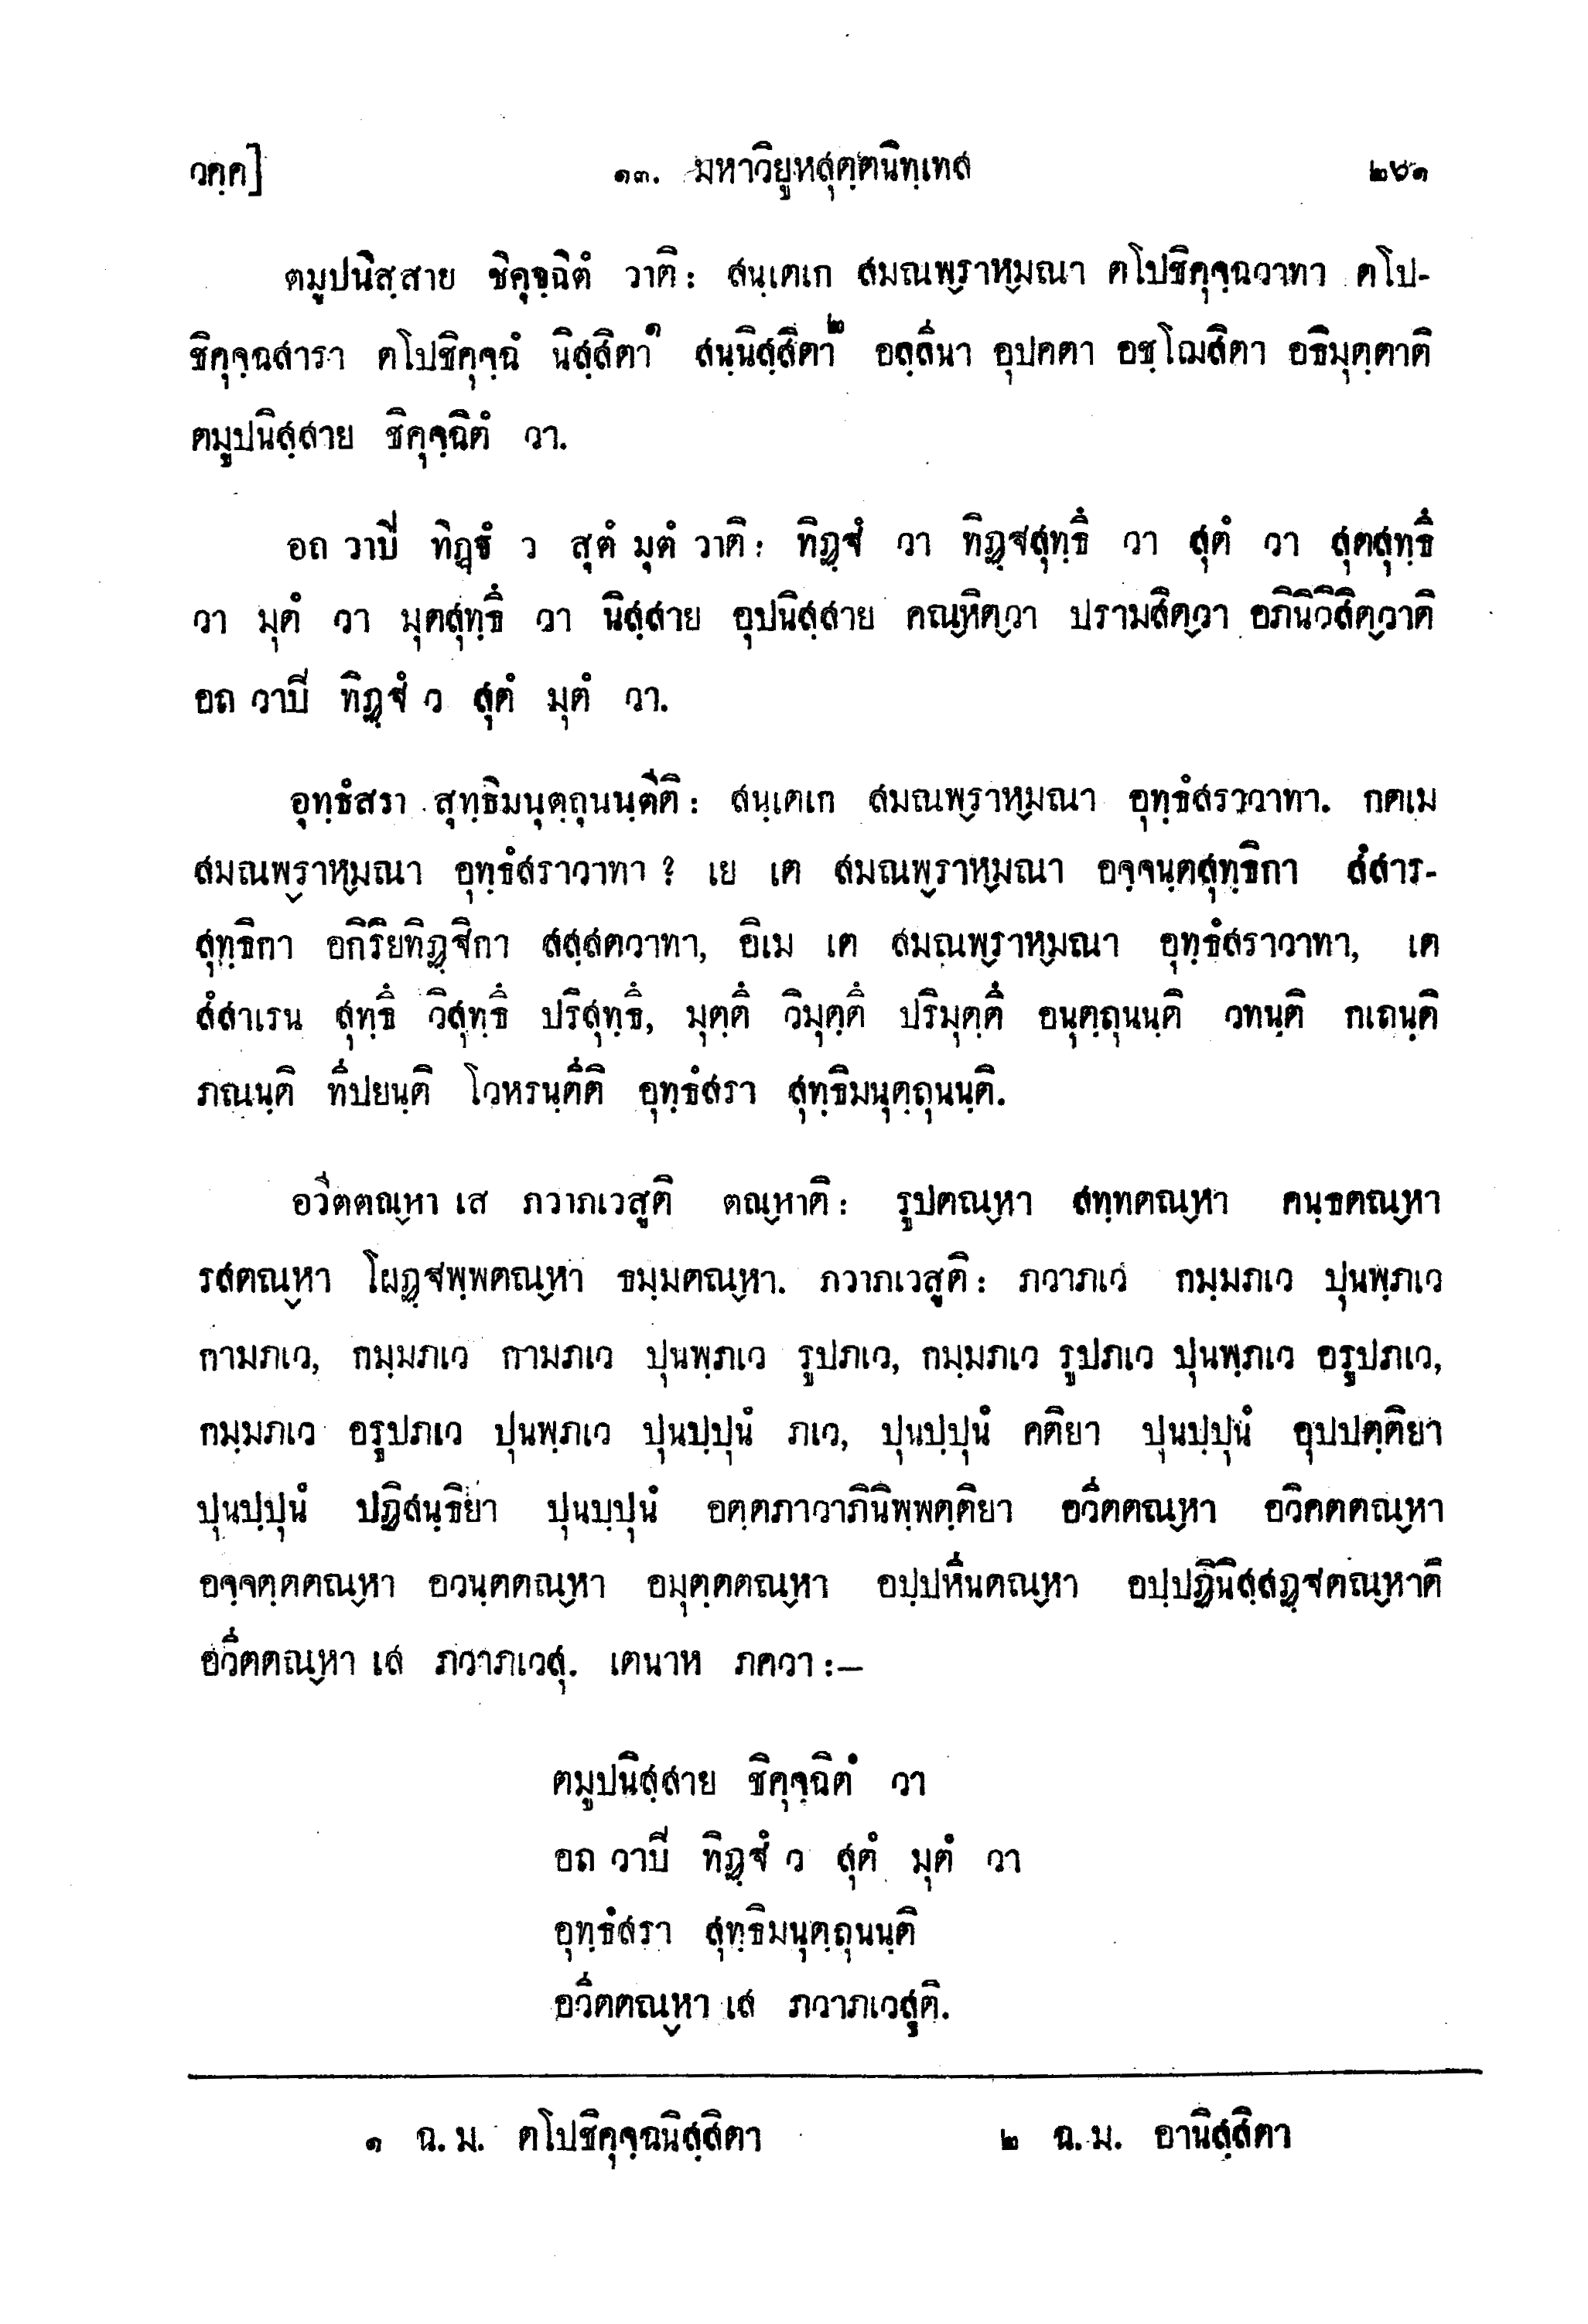 วคฺค]	๑๓. มหาวิยูหสุตฺตนิทฺเทส	๒๖๑
ตมูปนิสฺสาย ชิคุจฺฉิตํ วาติ: สนฺเตเก สมณพฺราหฺมณา ตโปชิคุจฺฉวาทา ตโป-
ชิคุจฺฉสารา ตโปชิคุจฺฉํ นิสฺสิตา๑ สนฺนิสฺสิตา๒ อลฺลีนา อุปคตา อชฺโฌสิตา อธิมุตฺตาติ
ตมูปนิสฺสาย ชิคุจฺฉิตํ วา.
อถ วาปิ ทิฏฺฐํ ว สุตํ มุตํ วาติ: ทิฏฺฐํ วา ทิฏฺฐสุทฺธึ วา สุตํ วา สุตสุทฺธึ
วา มุตํ วา มุตสุทฺธึ วา นิสฺสาย อุปนิสฺสาย คณฺหิตฺวา ปรามสิตฺวา อภินิวิสิตฺวาติ
อถ วาปิ ทิฏฺฐํ ว สุตํ มุตํ วา.
อุทฺธํสรา สุทฺธิมนุตฺถุนนฺตีติ: สนฺเตเก สมณพฺราหฺมณา อุทฺธํสราวาทา. กตเม
สมณพฺราหฺมณา อุทฺธํสราวาทา ? เย เต สมณพฺราหฺมณา อจฺจนฺตสุทฺธิกา สํสาร-
สุทฺธิกา อกิริยทิฏฺฐิกา สสฺสตวาทา, อิเม เต สมณพฺราหฺมณา อุทฺธํสราวาทา, เต
สํสาเรน สุทฺธึ วิสุทฺธึ ปริสุทฺธึ, มุตฺตึ วิมุตฺตึ ปริมุตฺตึ อนุตฺถุนนฺติ วทนฺติ กเถนฺติ
ภณนฺติ ทีปยนฺติ โวหรนฺตีติ อุทฺธํสรา สุทฺธิมนุตฺถุนนฺติ.
อวีตตณฺหา เส ภวาภเวสูติ ตณฺหาติ: รูปตณฺหา สทฺทตณฺหา คนฺธตณฺหา
รสตณฺหา โผฏฺฐพฺพตณฺหา ธมฺมตณฺหา. ภวาภเวสูติ: ภวาภเว กมฺมภเว ปุนพฺภเว
กามภเว, กมฺมภเว กามภเว ปุนพฺภเว รูปภเว, กมฺมภเว รูปภเว ปุนพฺภเว อรูปภเว,
กมฺมภเว อรูปภเว ปุนพฺภเว ปุนปฺปุนํ ภเว, ปุนปฺปุนํ คติยา ปุนปฺปุนํ อุปปตฺติยา
ปุนปฺปุนํ ปฏิสนฺธิยา ปุนปฺปุนํ อตฺตภาวาภินิพฺพตฺติยา อวีตตณฺหา อวิคตตณฺหา
อจฺจตฺตตณฺหา อวนฺตตณฺหา อมุตฺตตณฺหา อปฺปหีนตณฺหา อปฺปฏินิสฺสฏฺฐตณฺหาติ
อวีตตณฺหา เส ภวาภเวสุ. เตนาห ภควา :—
ตมูปนิสฺสาย ชิคุจฺฉิตํ วา
อถ วาปิ ทิฏฺฐํ ว สุตํ มุตํ วา
อุทฺธํสรา สุทฺธิมนุตฺถุนนฺติ
อวีตตณฺหา เส ภวาภเวสูติ.
๑ ฉ. ม. ตโปชิคุจฺฉนิสฺสิตา	๒ ฉ. ม. อานิสฺสิตา